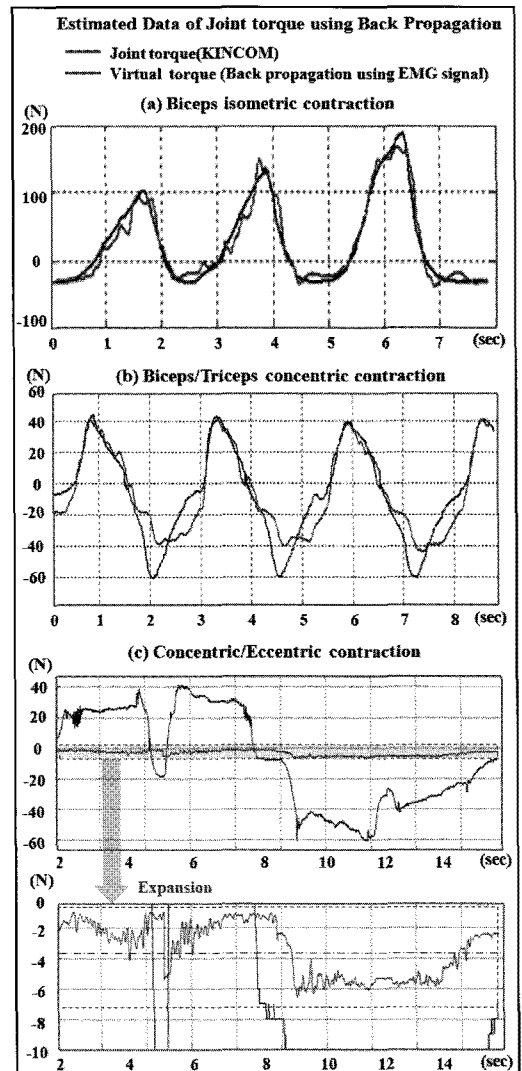 Estimated Data of Joint torque using Back Propagation
Joint torque(KINCOM)
Virtual torque (Back propagation using EMG signal)
(a) Biceps isometric contraction
(N)
200
100
0
-100
0 1 2 3 4 5 6 7 (sec)
(b) Biceps/Triceps concentric contraction
(N)
60
40
20
0
-20
-40
-60
0 1 2 3 4 5 6 7 8 (sec)
(c) Concentric/Eccentric contraction
(N)
40
20
0
-20
-40
-60
2 4 6 8 10 12 14 (sec)
Expansion
(N)
0
-2
-4
-6
-8
-10
2 4 6 8 10 12 14 (sec)